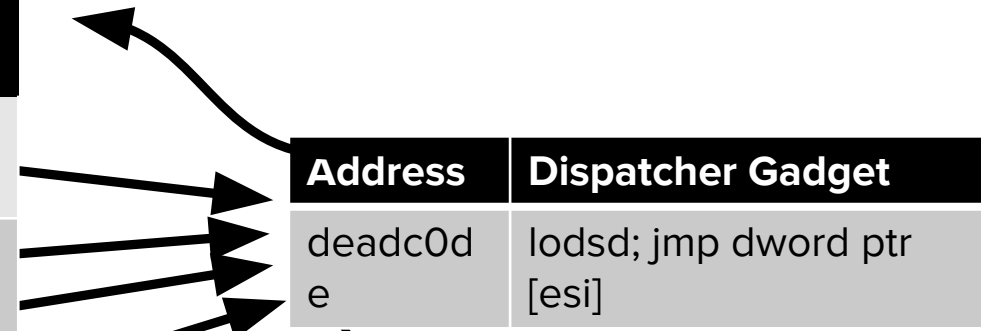 Address Dispatcher Gadget
deadc0d lodsd; jmp dword ptr
e [esi]